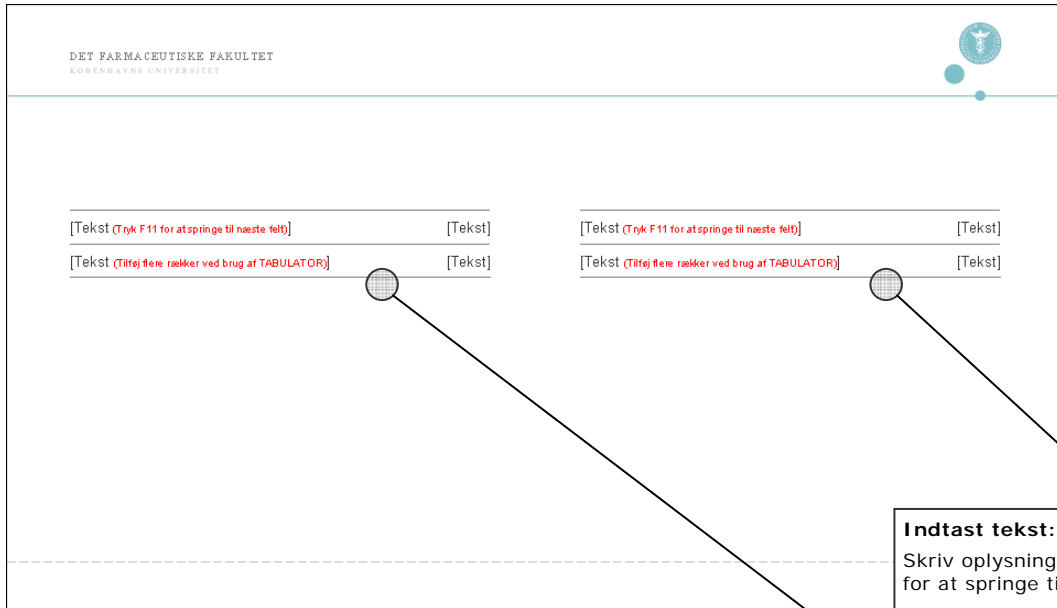 DET FARMACEUTISKE FAKULTET
KØBENHAVNS UNIVERSITET
[Tekst (Tryk F11 for at springe til næste felt)] [Tekst]
[Tekst (Tilføj flere rækker ved brug af TABULATOR)] [Tekst]
[Tekst (Tryk F11 for at springe til næste felt)] [Tekst]
[Tekst (Tilføj flere rækker ved brug af TABULATOR)] [Tekst]
Indtast tekst:
Skriv oplysning
for at springe ti